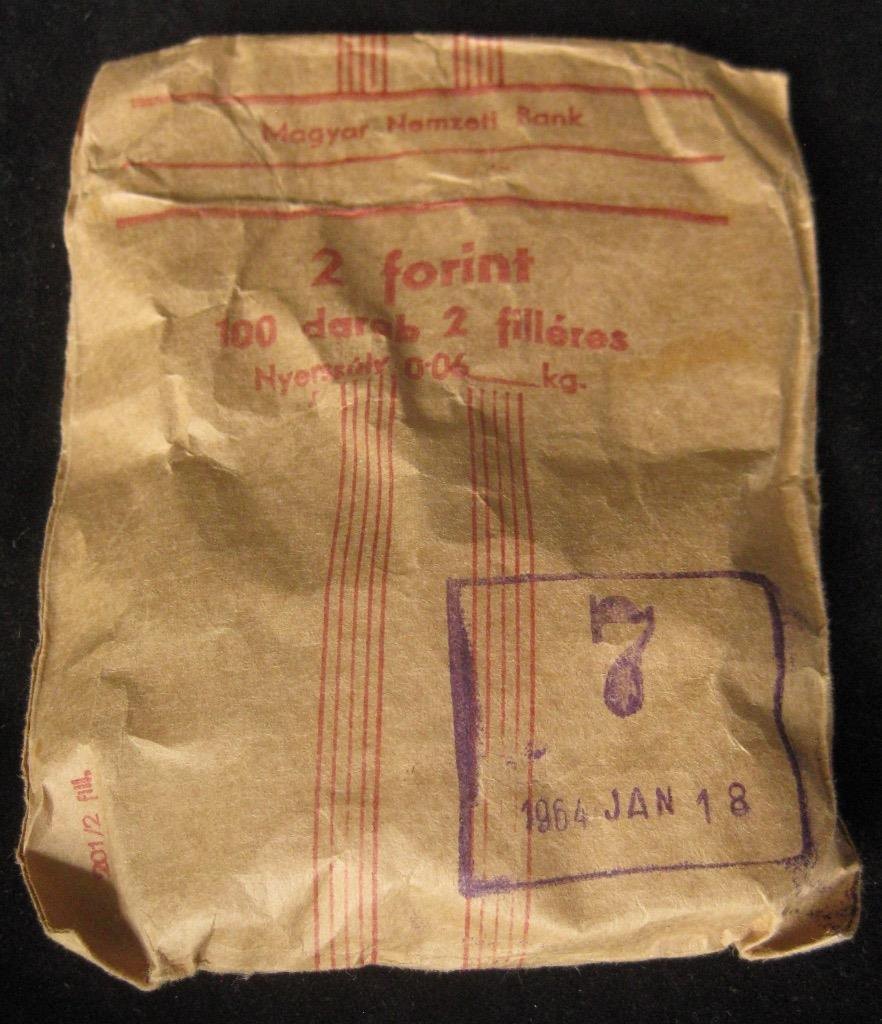 Magyar Nemzeti Bank
2 forint
100 darab 2 filléres
Nyerssúly 0·06 kg.
7
1964 JAN 18
201/2 Fill.